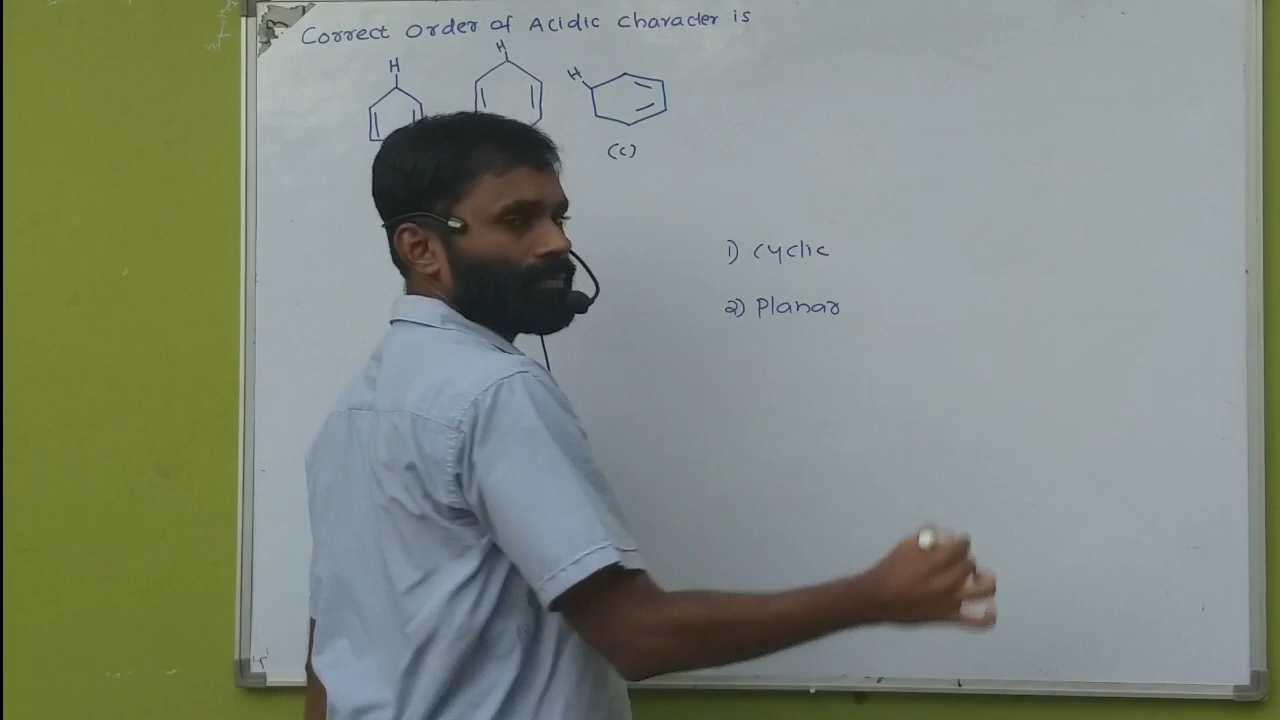 Correct Order of Acidic Character is
H H H
(c)
1) Cyclic
2) Planar